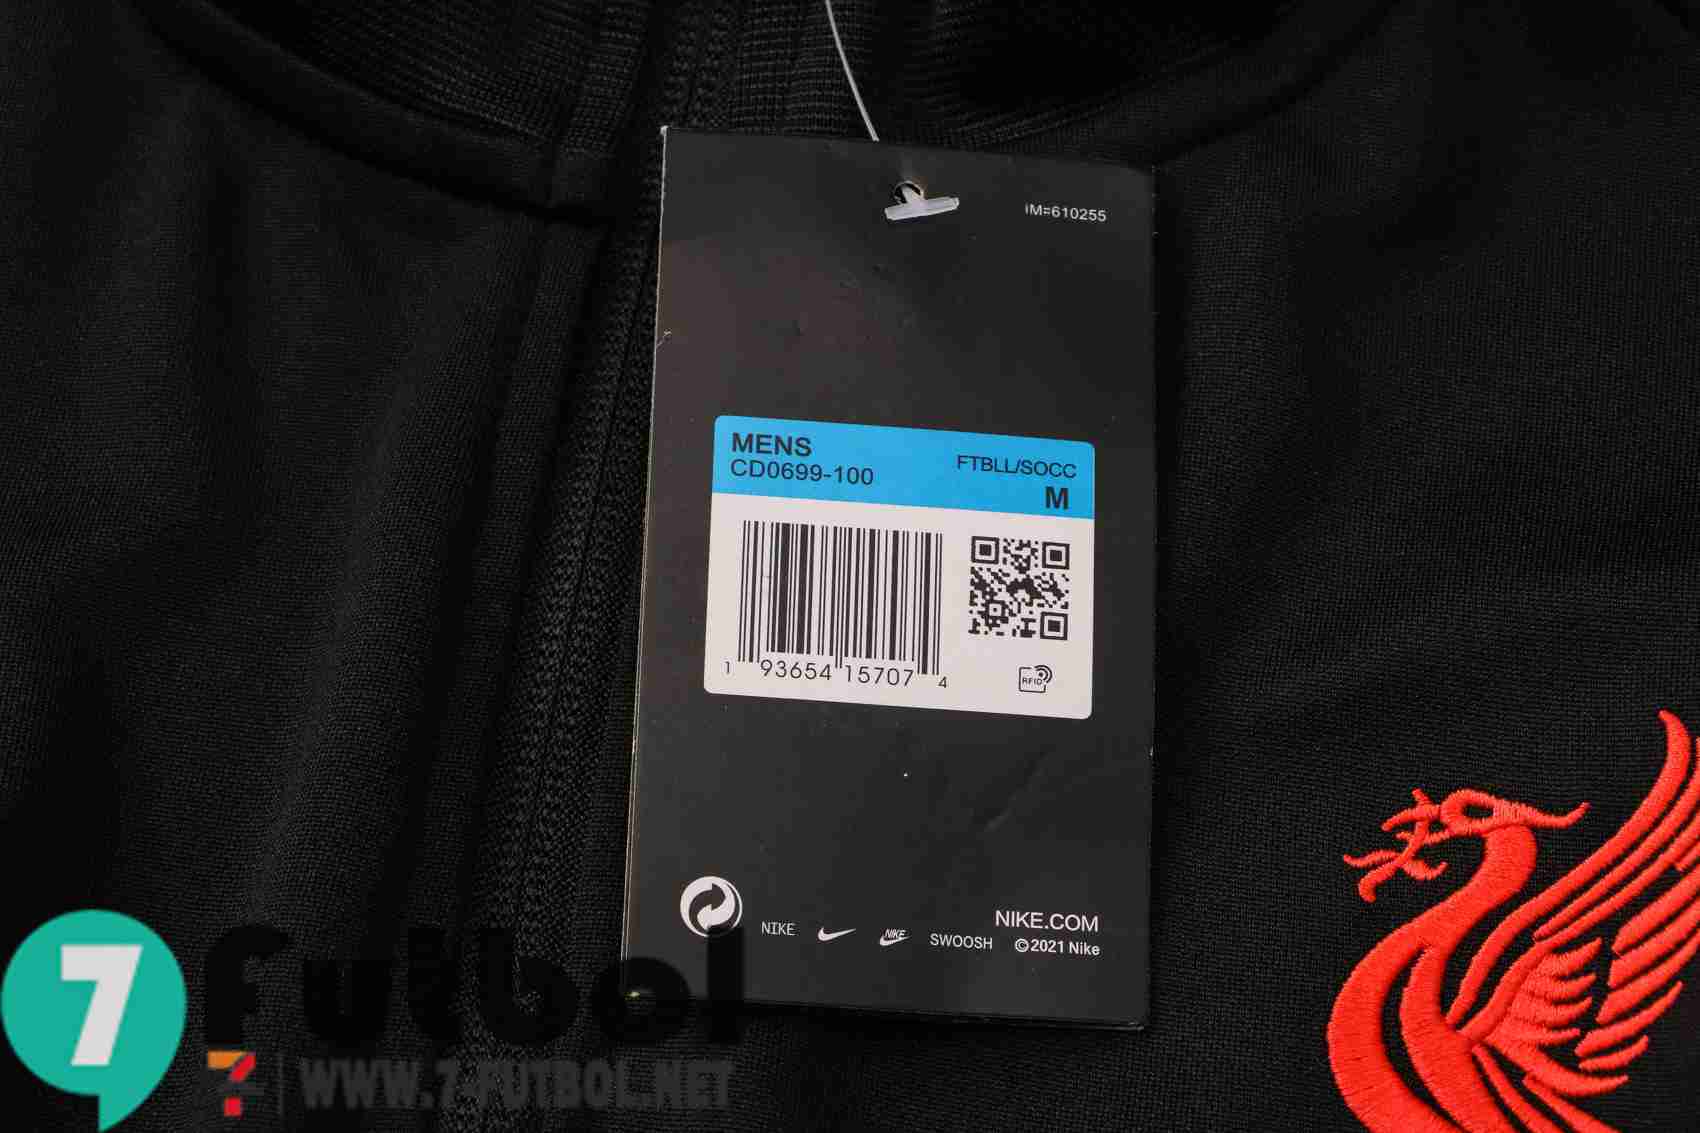 IM=610255
MENS
CD0699-100
FTBLL/SOCC
M
1 93654 15707 4
RFID
NIKE.COM
NIKE NIKE SWOOSH ©2021 Nike
7 futbol
WWW.7-FUTBOL.NET